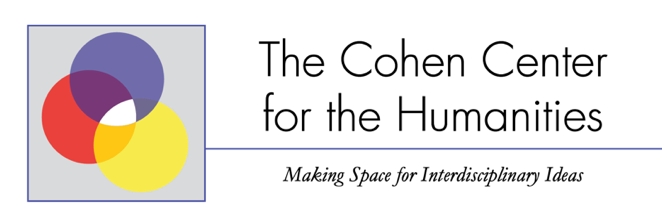 The Cohen Center
for the Humanities
Making Space for Interdisciplinary Ideas